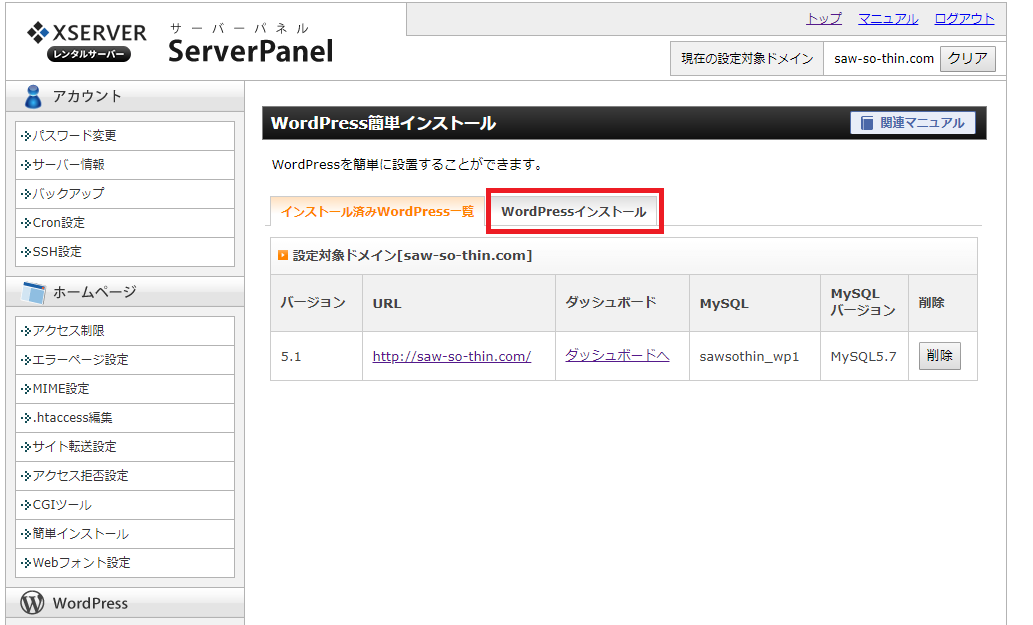 XSERVER
レンタルサーバー
サーバーパネル
ServerPanel
トップ マニュアル ログアウト
現在の設定対象ドメイン saw-so-thin.com クリア
アカウント
パスワード変更
サーバー情報
バックアップ
Cron設定
SSH設定
ホームページ
アクセス制限
エラーページ設定
MIME設定
.htaccess編集
サイト転送設定
アクセス拒否設定
CGIツール
簡単インストール
Webフォント設定
WordPress
WordPress簡単インストール 関連マニュアル
WordPressを簡単に設置することができます。
インストール済みWordPress一覧 WordPressインストール
設定対象ドメイン[saw-so-thin.com]
バージョン URL ダッシュボード MySQL MySQL
バージョン 削除
5.1 http://saw-so-thin.com/ ダッシュボードへ sawsothin_wp1 MySQL5.7 削除